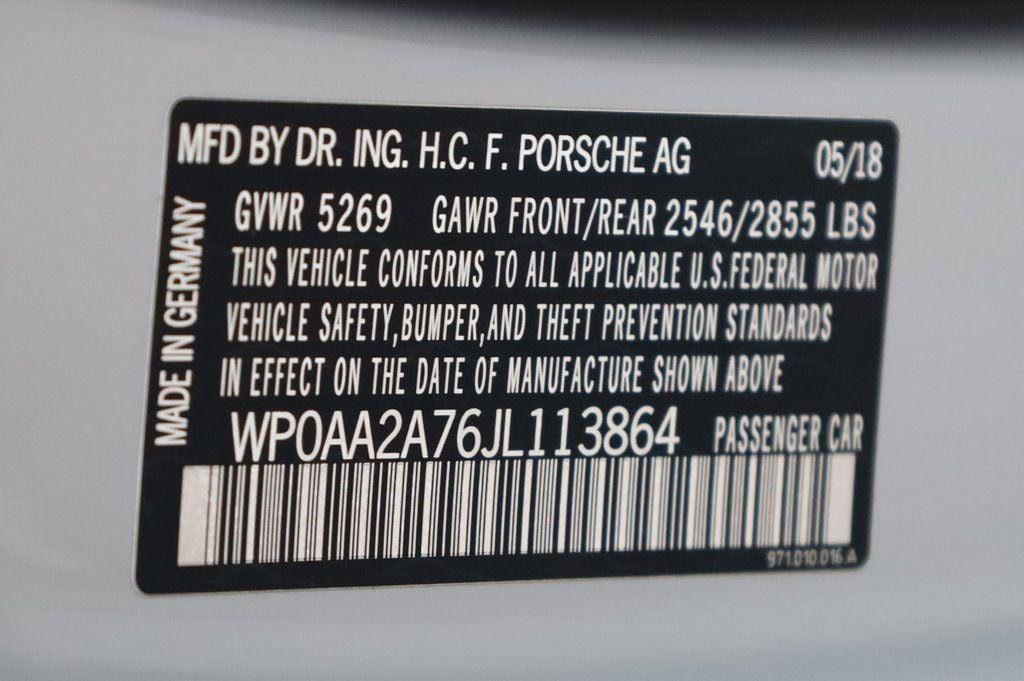 MFD BY DR. ING. H.C. F. PORSCHE AG 05/18
GVWR 5269 GAWR FRONT/REAR 2546/2855 LBS
THIS VEHICLE CONFORMS TO ALL APPLICABLE U.S.FEDERAL MOTOR
VEHICLE SAFETY,BUMPER,AND THEFT PREVENTION STANDARDS
IN EFFECT ON THE DATE OF MANUFACTURE SHOWN ABOVE
WP0AA2A76JL113864 PASSENGER CAR
971.010.016.A
MADE IN GERMANY